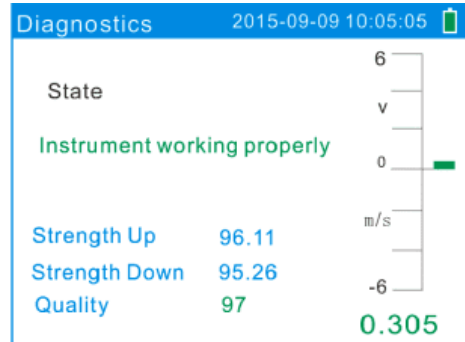 Diagnostics 2015-09-09 10:05:05
6
State
v
Instrument working properly
0
m/s
Strength Up 96.11
Strength Down 95.26
-6
Quality 97
0.305